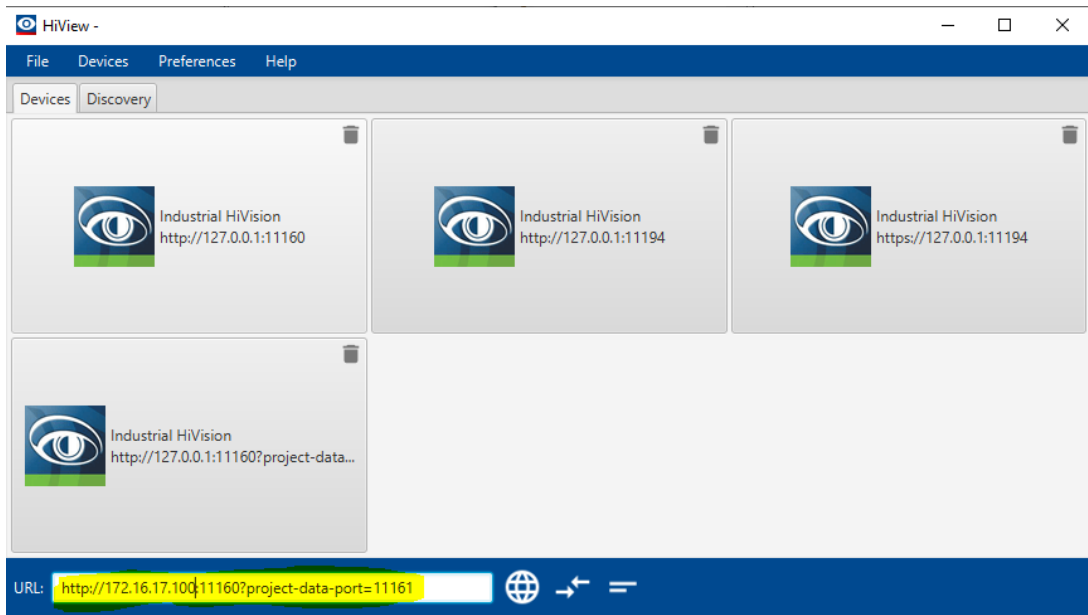 HiView -
File Devices Preferences Help
Devices Discovery
Industrial HiVision
http://127.0.0.1:11160
Industrial HiVision
http://127.0.0.1:11194
Industrial HiVision
https://127.0.0.1:11194
Industrial HiVision
http://127.0.0.1:11160?project-data...
URL: http://172.16.17.100:11160?project-data-port=11161